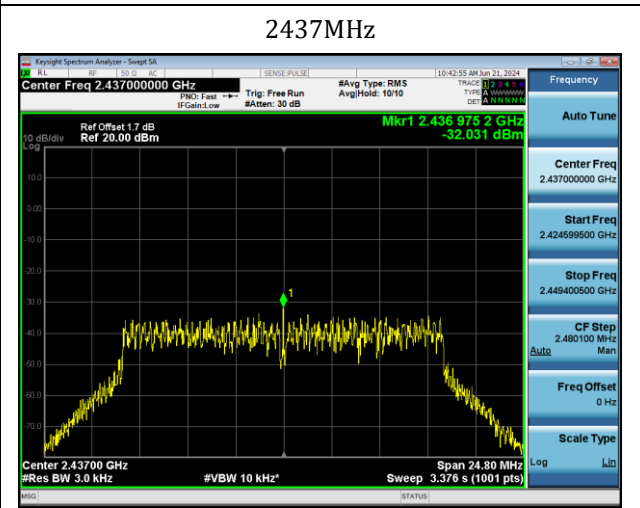 2437MHz
Keysight Spectrum Analyzer - Swept SA
RL RF 50 Ω AC SENSE:PULSE 10:42:55 AM Jun 21, 2024
Center Freq 2.437000000 GHz
PNO: Fast
IFGain:Low
Trig: Free Run
#Atten: 30 dB
#Avg Type: RMS
Avg|Hold: 10/10
TRACE 1 2 3 4 5 6
TYPE A WWWWW
DET A N N N N N
Ref Offset 1.7 dB
10 dB/div Ref 20.00 dBm
Log
Mkr1 2.436 975 2 GHz
-32.031 dBm
10.0
0.00
-10.0
-20.0
-30.0
-40.0
-50.0
-60.0
-70.0
1
Center 2.43700 GHz Span 24.80 MHz
#Res BW 3.0 kHz #VBW 10 kHz* Sweep 3.376 s (1001 pts)
MSG STATUS
Frequency
Auto Tune
Center Freq
2.437000000 GHz
Start Freq
2.424599500 GHz
Stop Freq
2.449400500 GHz
CF Step
2.480100 MHz
Auto Man
Freq Offset
0 Hz
Scale Type
Log Lin